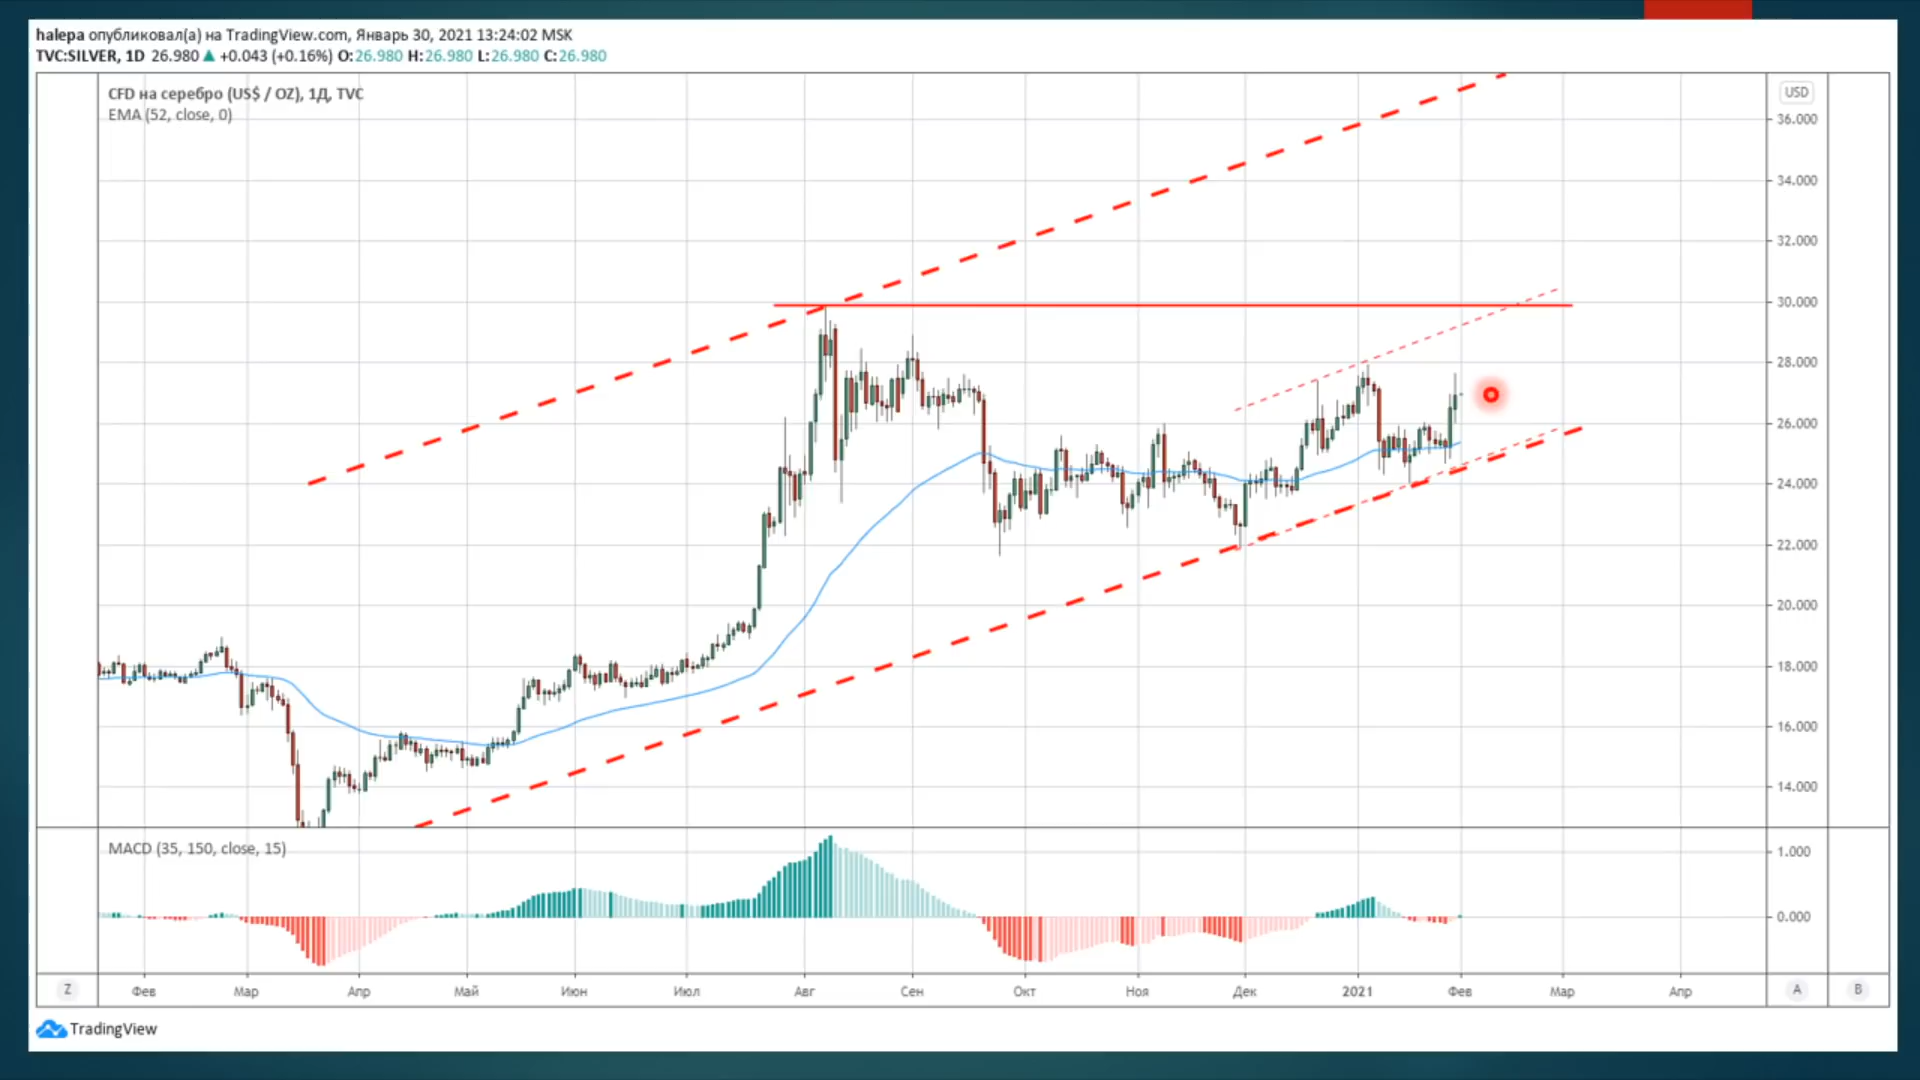 halepa опубликовал(а) на TradingView.com, Январь 30, 2021 13:24:02 MSK
TVC:SILVER, 1D 26.980 ▲ +0.043 (+0.16%) O:26.980 H:26.980 L:26.980 C:26.980
CFD на серебро (US$ / OZ), 1Д, TVC
EMA (52, close, 0)
USD
36.000
34.000
32.000
30.000
28.000
26.000
24.000
22.000
20.000
18.000
16.000
14.000
MACD (35, 150, close, 15)
1.000
0.000
Z Фев Мар Апр Май Июн Июл Авг Сен Окт Ноя Дек 2021 Фев Мар Апр A B
TradingView